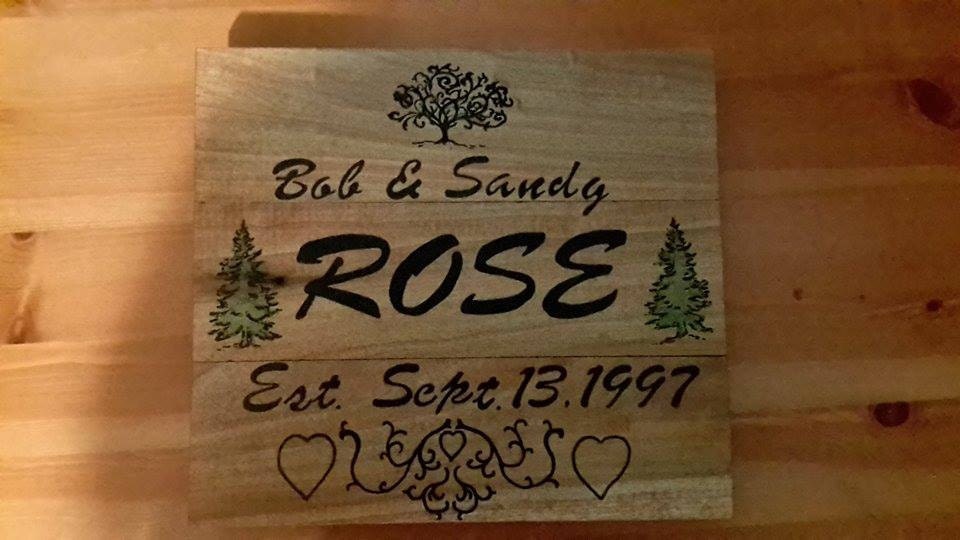 Bob & Sandy
ROSE
Est. Sept. 13. 1997